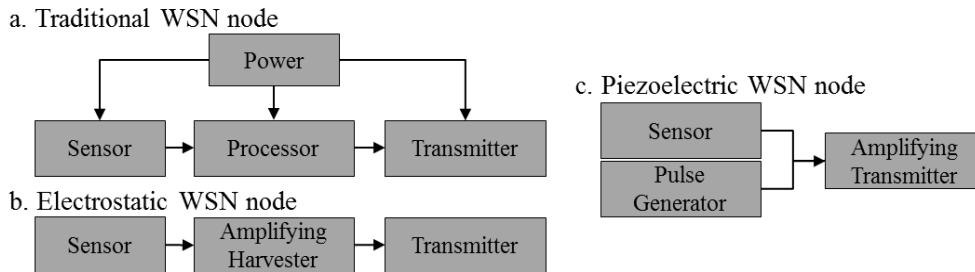 a. Traditional WSN node
Power
Sensor
Processor
Transmitter
b. Electrostatic WSN node
Sensor
Amplifying
Harvester
Transmitter
c. Piezoelectric WSN node
Sensor
Pulse
Generator
Amplifying
Transmitter